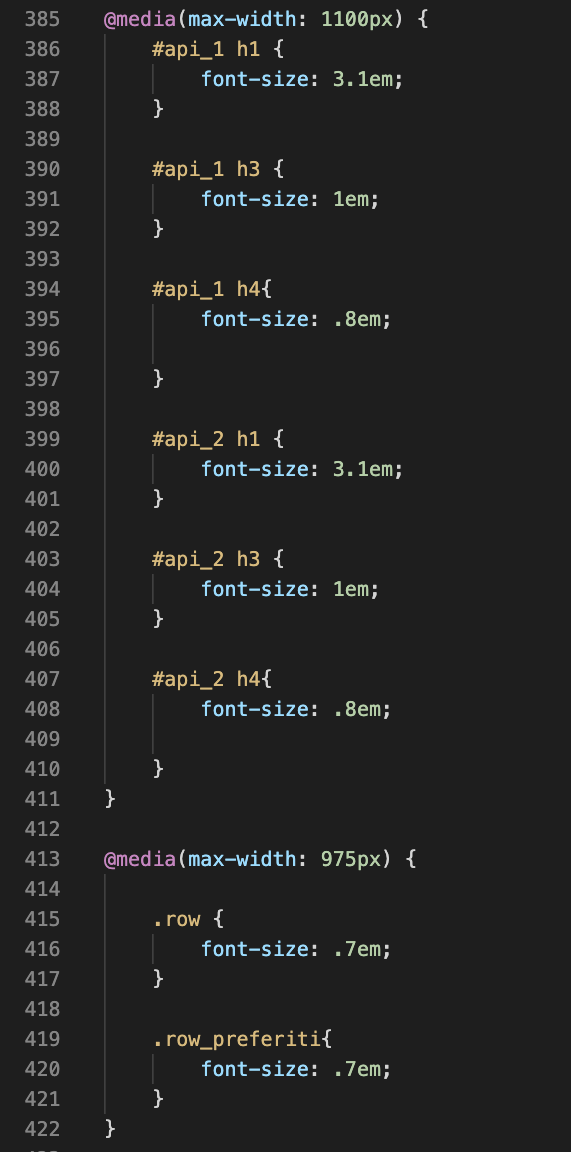 385 @media(max-width: 1100px) {
386     #api_1 h1 {
387         font-size: 3.1em;
388     }
389
390     #api_1 h3 {
391         font-size: 1em;
392     }
393
394     #api_1 h4{
395         font-size: .8em;
396
397     }
398
399     #api_2 h1 {
400         font-size: 3.1em;
401     }
402
403     #api_2 h3 {
404         font-size: 1em;
405     }
406
407     #api_2 h4{
408         font-size: .8em;
409
410     }
411 }
412
413 @media(max-width: 975px) {
414
415     .row {
416         font-size: .7em;
417     }
418
419     .row_preferiti{
420         font-size: .7em;
421     }
422 }